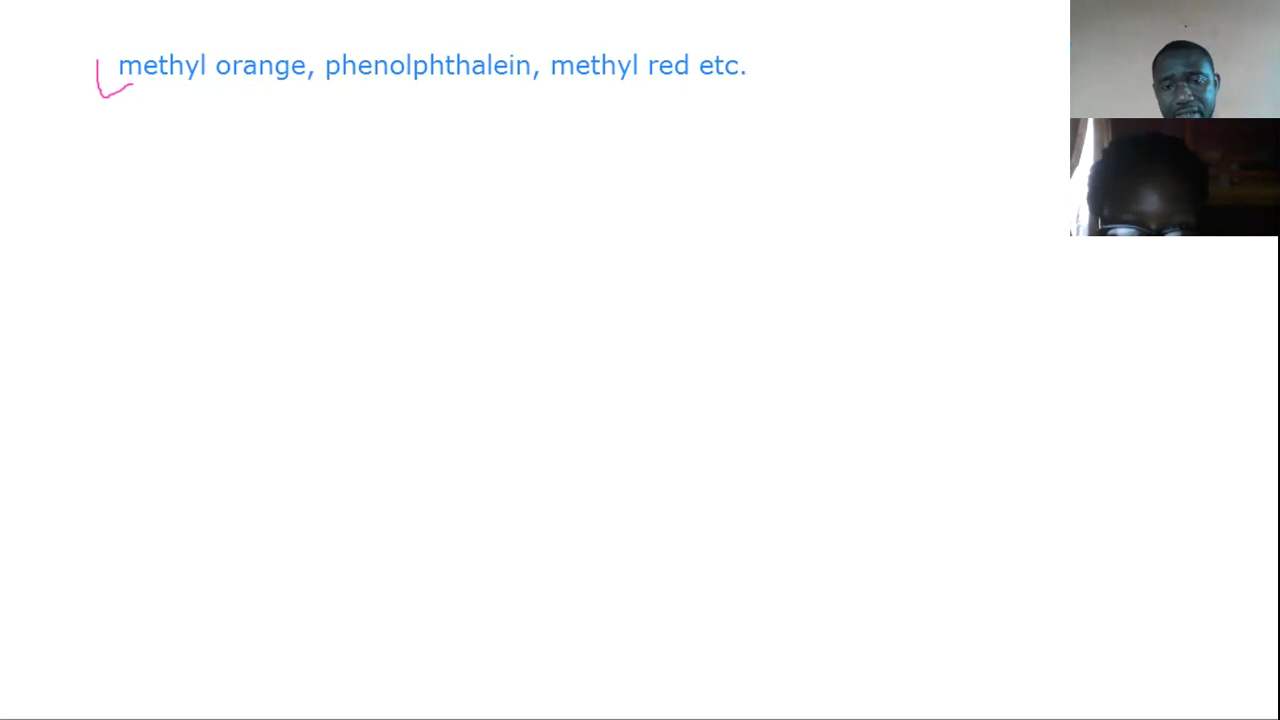 methyl orange, phenolphthalein, methyl red etc.